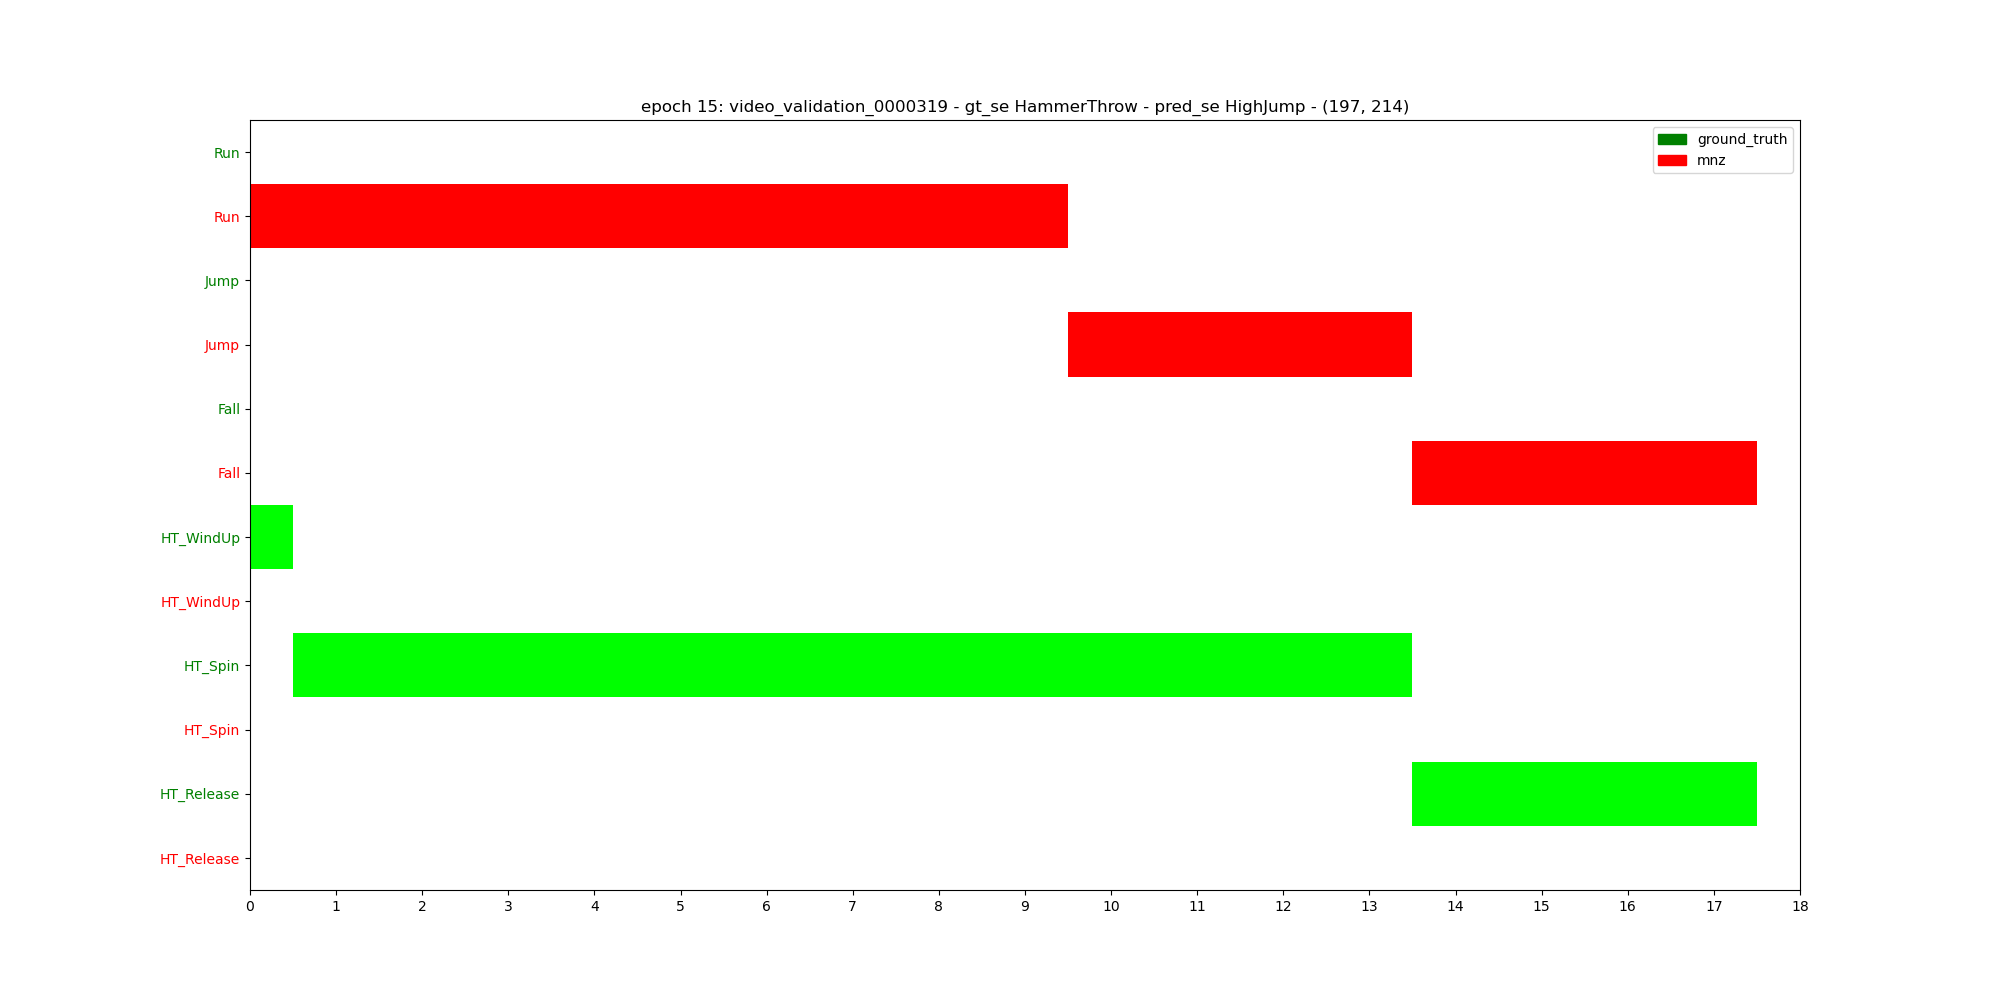 epoch 15: video_validation_0000319 - gt_se HammerThrow - pred_se HighJump - (197, 214)
ground_truth
mnz
Run
Run
Jump
Jump
Fall
Fall
HT_WindUp
HT_WindUp
HT_Spin
HT_Spin
HT_Release
HT_Release
0 1 2 3 4 5 6 7 8 9 10 11 12 13 14 15 16 17 18